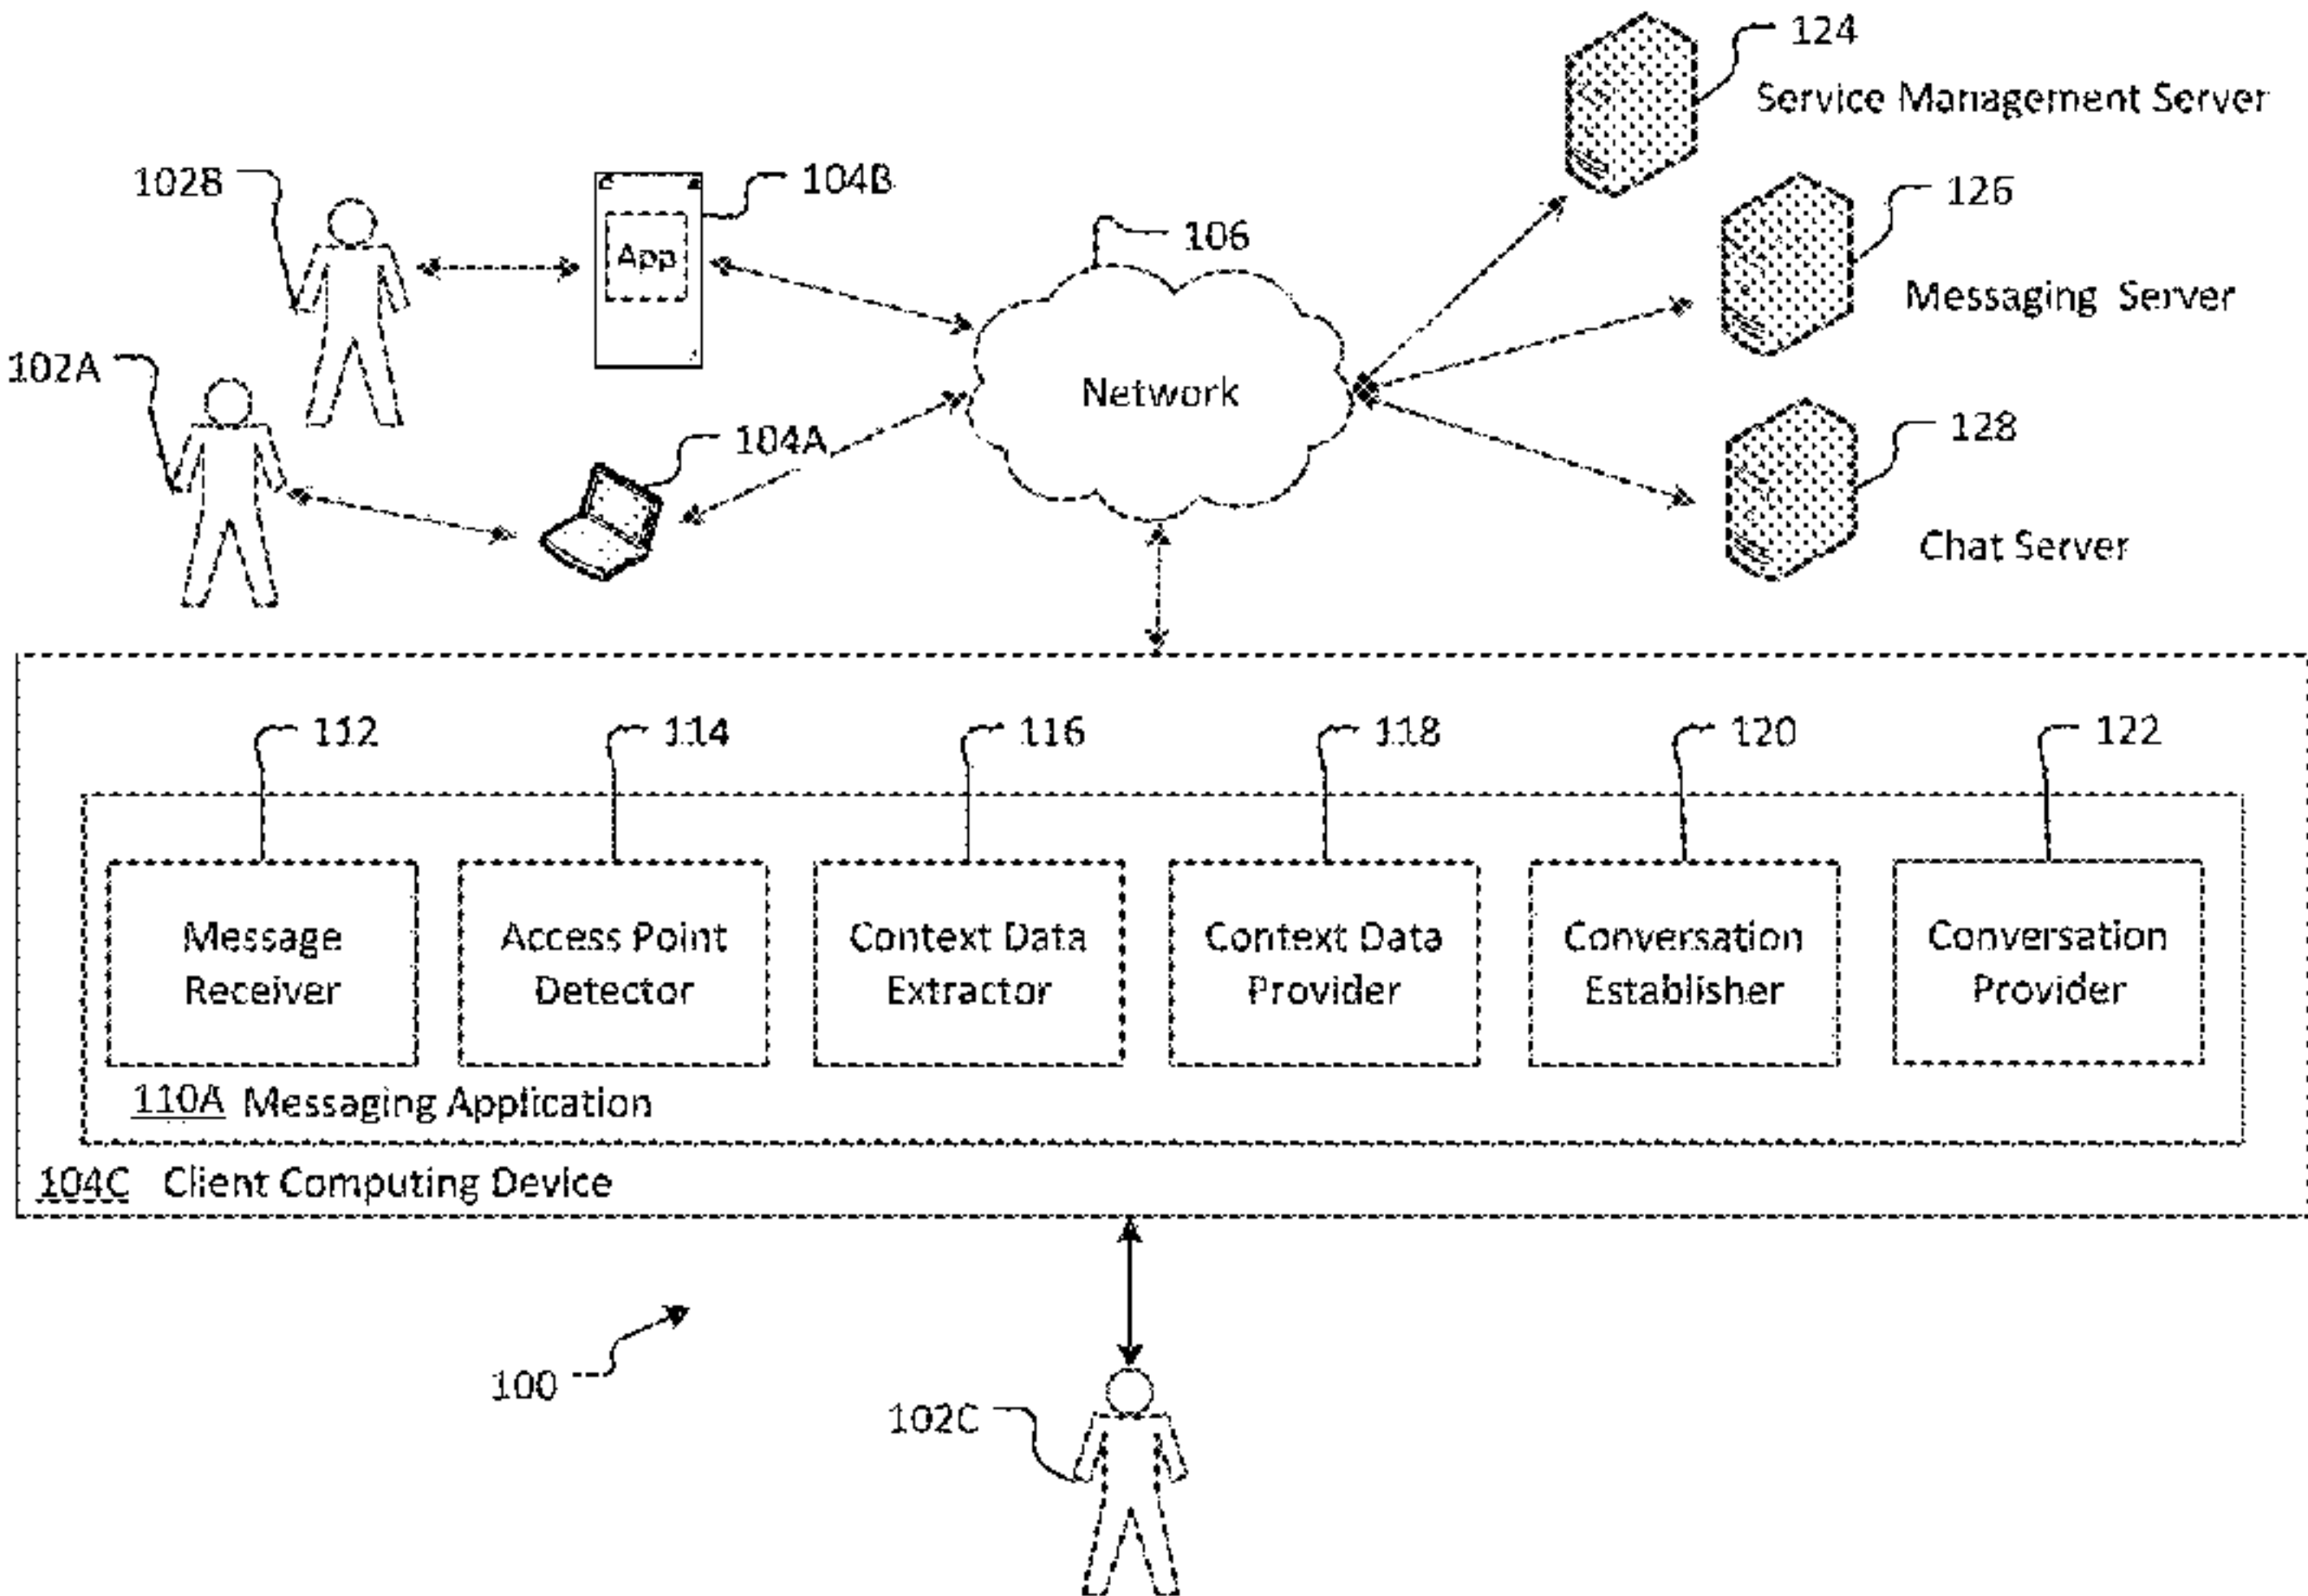 124
Service Management Server
102B
104B
App
126
106
Messaging Server
102A
Network
104A
128
Chat Server
112
114
116
118
120
122
Message
Receiver
Access Point
Detector
Context Data
Extractor
Context Data
Provider
Conversation
Establisher
Conversation
Provider
110A Messaging Application
104C Client Computing Device
100
102C